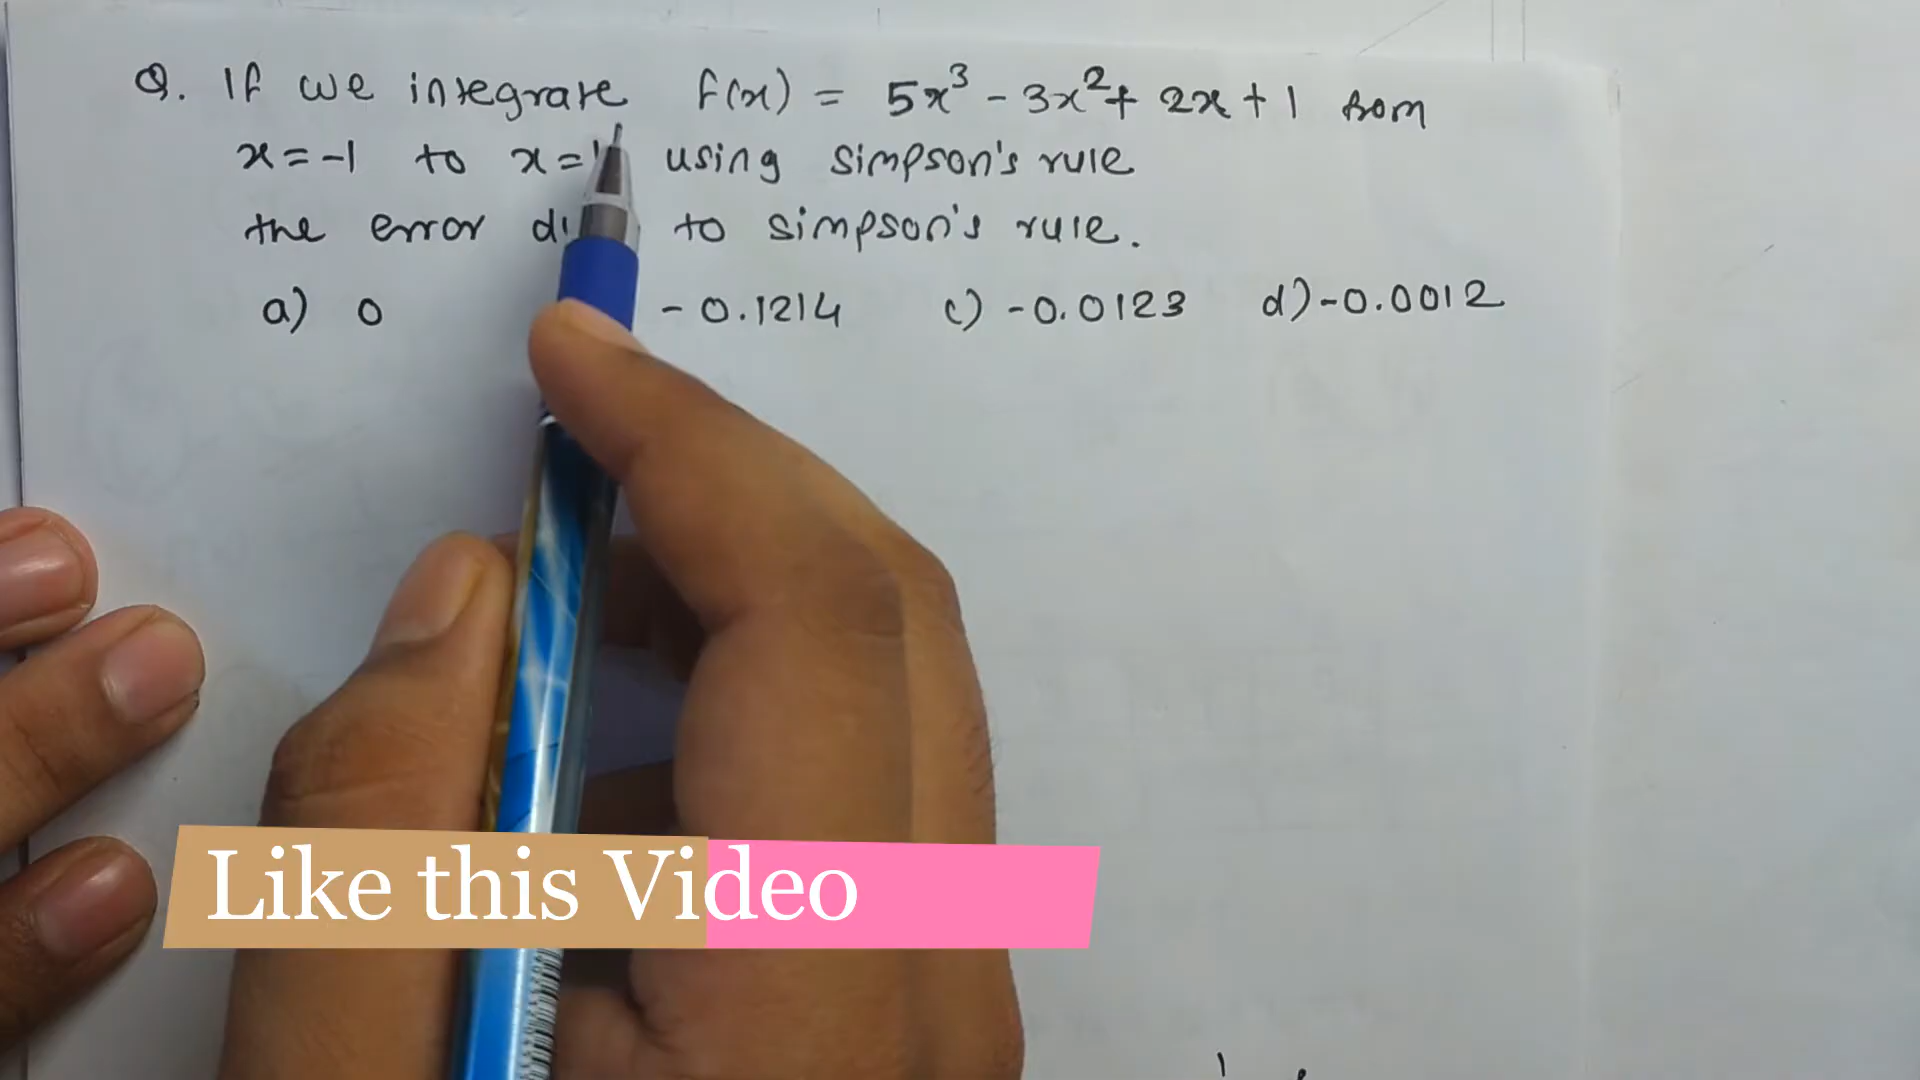 Q. If we integrate f(x) = 5x³ - 3x² + 2x + 1 from
x = -1 to x = using simpson's rule
the error to simpson's rule.
a) 0 - 0.1214 c) - 0.0123 d) -0.0012
Like this Video